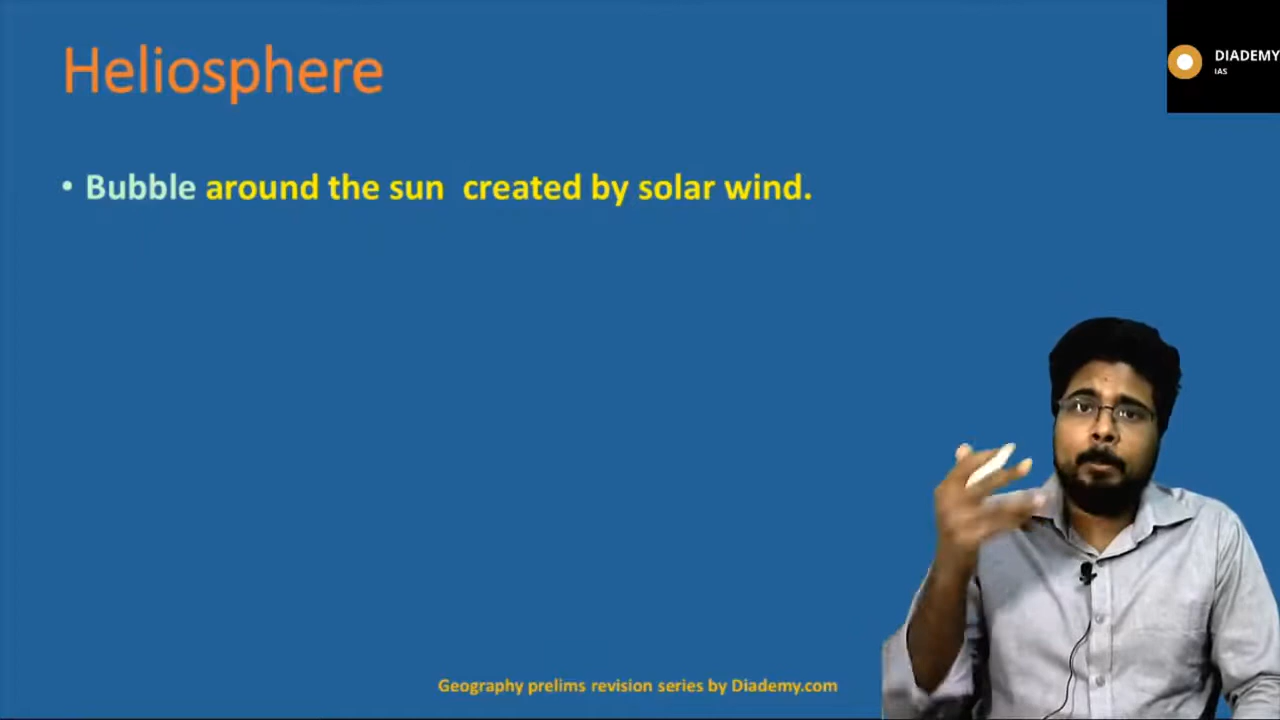 Heliosphere
DIADEMY
IAS
• Bubble around the sun created by solar wind.
Geography prelims revision series by Diademy.com